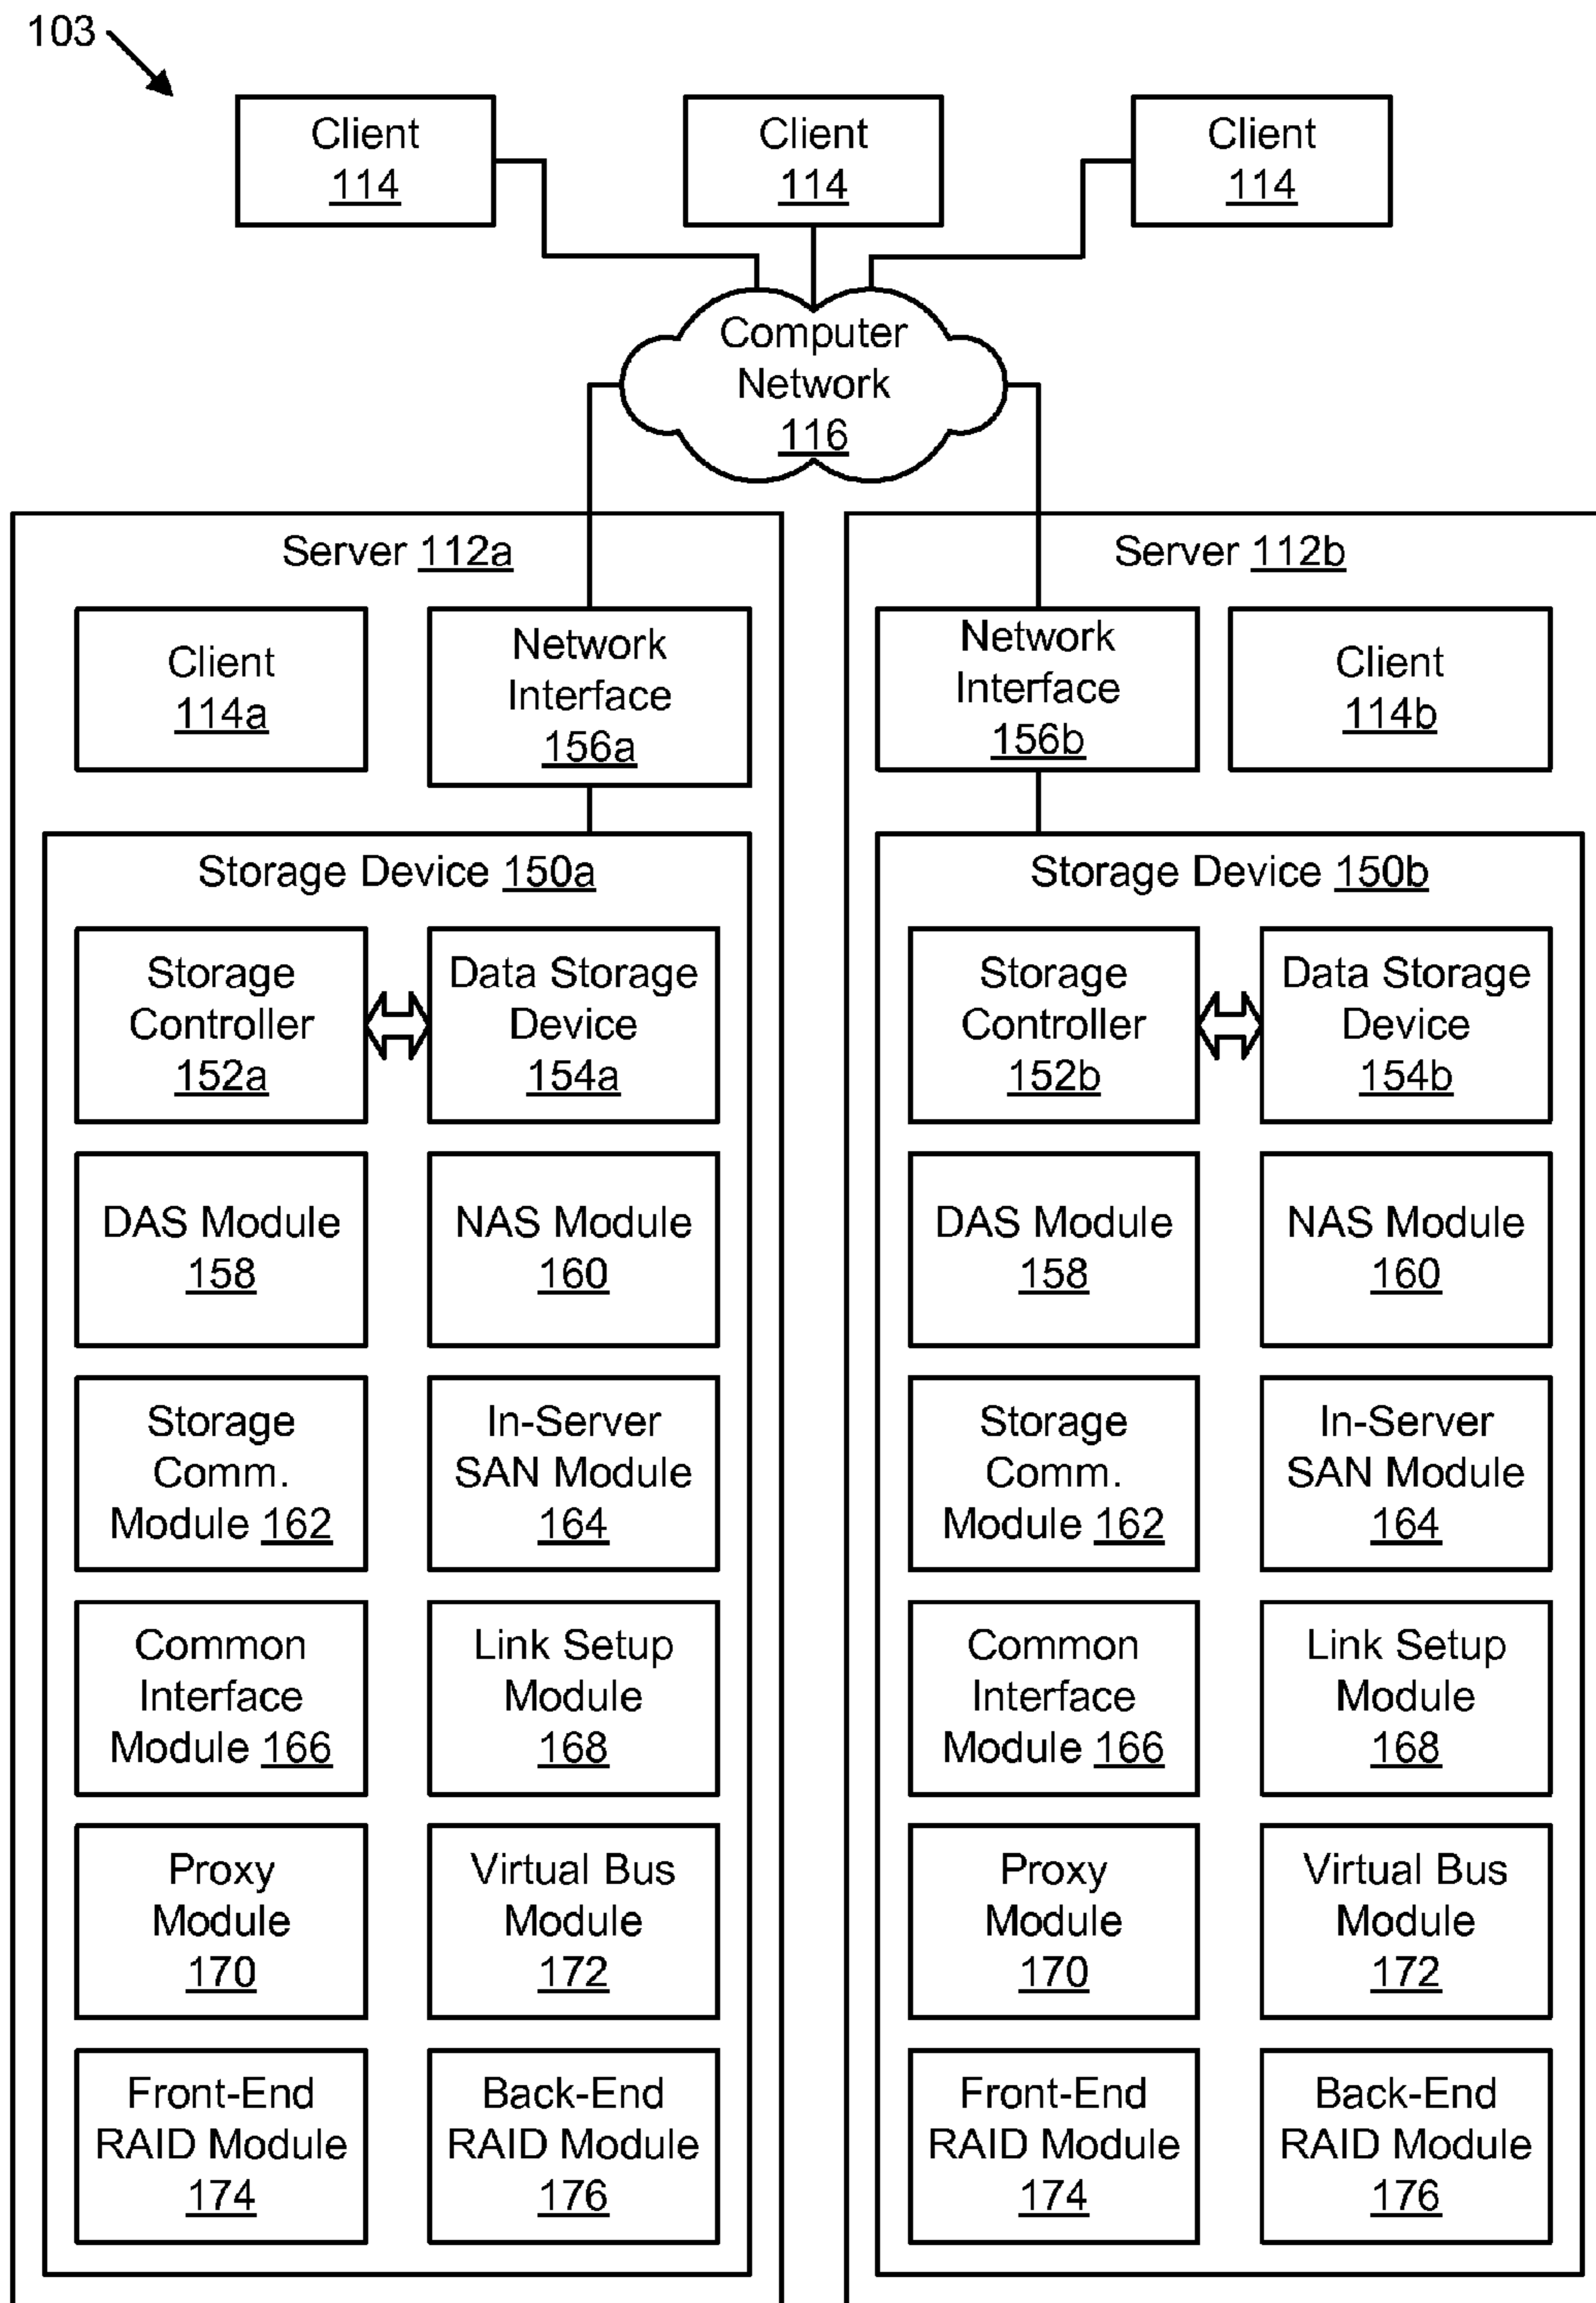 103
Client
114
Client
114
Client
114
Computer
Network
116
Server 112a
Client
114a
Network
Interface
156a
Storage Device 150a
Storage
Controller
152a
Data Storage
Device
154a
DAS Module
158
NAS Module
160
Storage
Comm.
Module 162
In-Server
SAN Module
164
Common
Interface
Module 166
Link Setup
Module
168
Proxy
Module
170
Virtual Bus
Module
172
Front-End
RAID Module
174
Back-End
RAID Module
176
Server 112b
Network
Interface
156b
Client
114b
Storage Device 150b
Storage
Controller
152b
Data Storage
Device
154b
DAS Module
158
NAS Module
160
Storage
Comm.
Module 162
In-Server
SAN Module
164
Common
Interface
Module 166
Link Setup
Module
168
Proxy
Module
170
Virtual Bus
Module
172
Front-End
RAID Module
174
Back-End
RAID Module
176